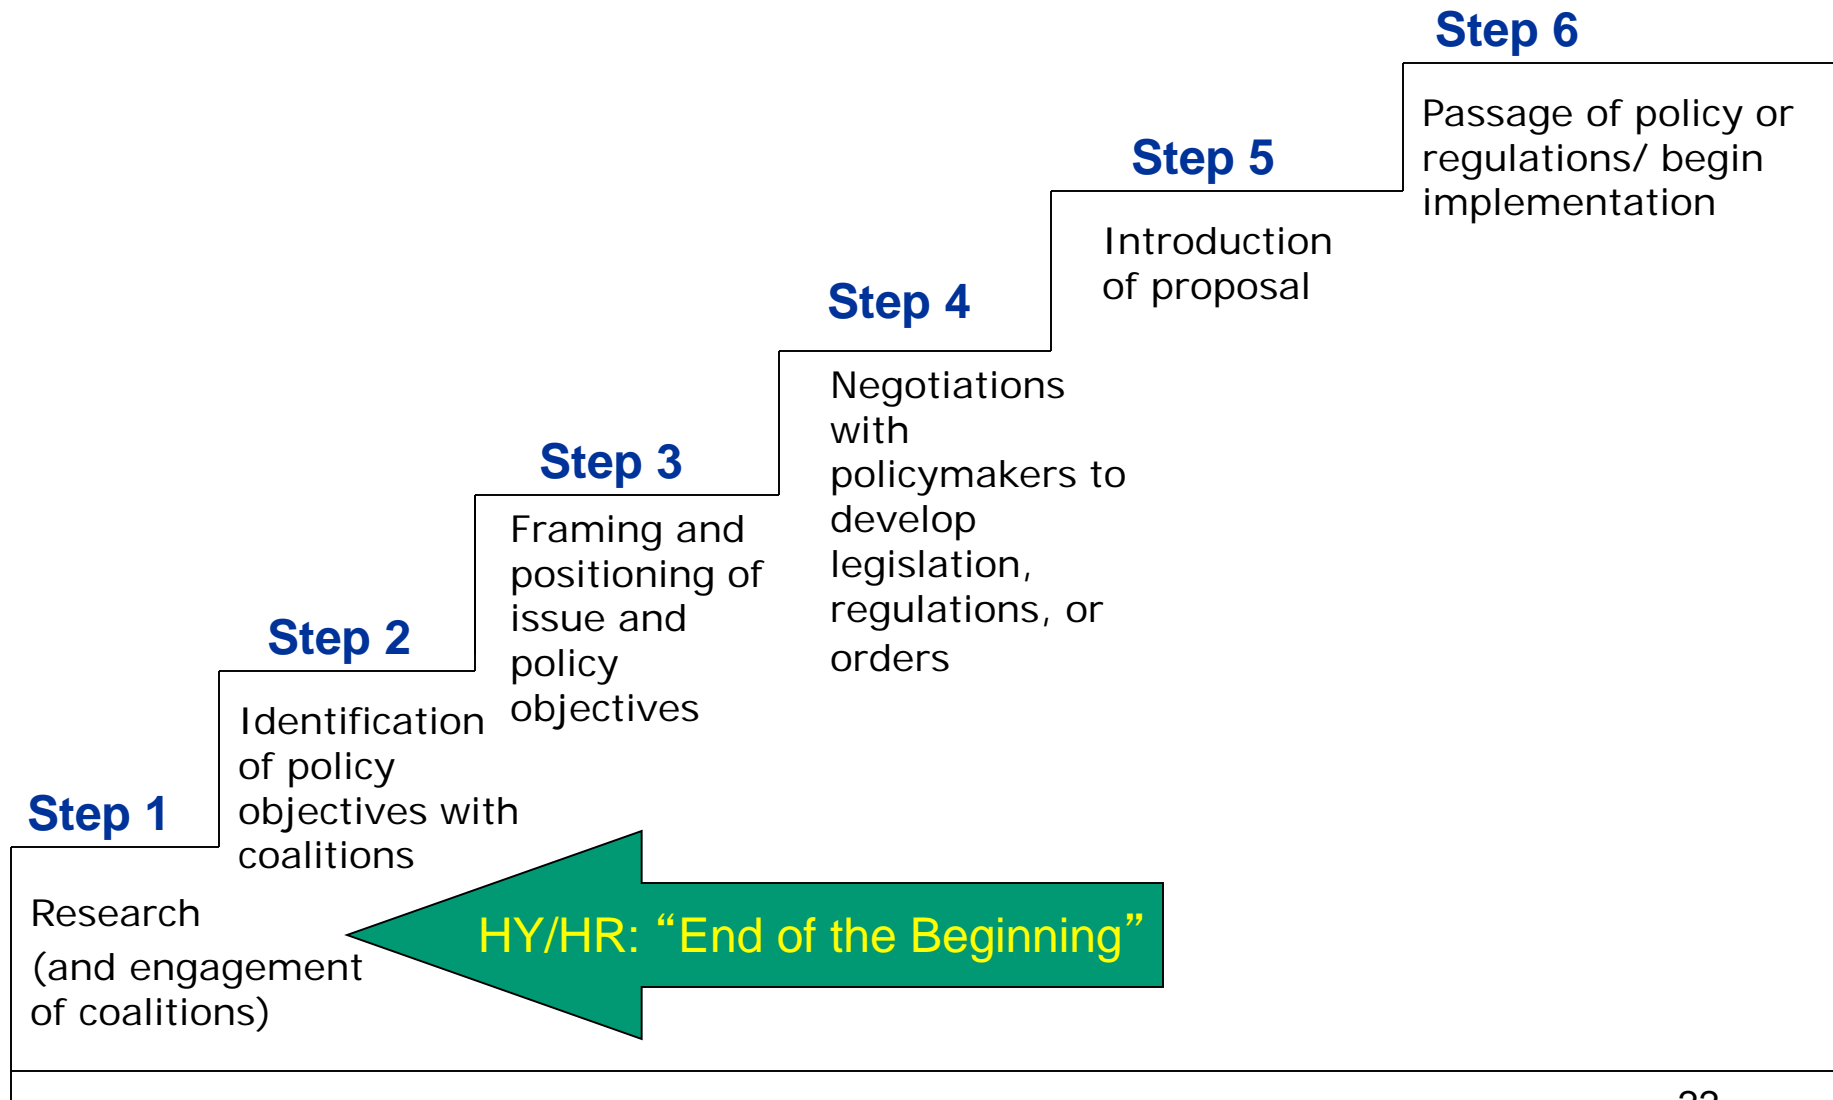 Step 1
Research
(and engagement
of coalitions)
Step 2
Identification
of policy
objectives with
coalitions
Step 3
Framing and
positioning of
issue and
policy
objectives
Step 4
Negotiations
with
policymakers to
develop
legislation,
regulations, or
orders
Step 5
Introduction
of proposal
Step 6
Passage of policy or
regulations/ begin
implementation
HY/HR: “End of the Beginning”